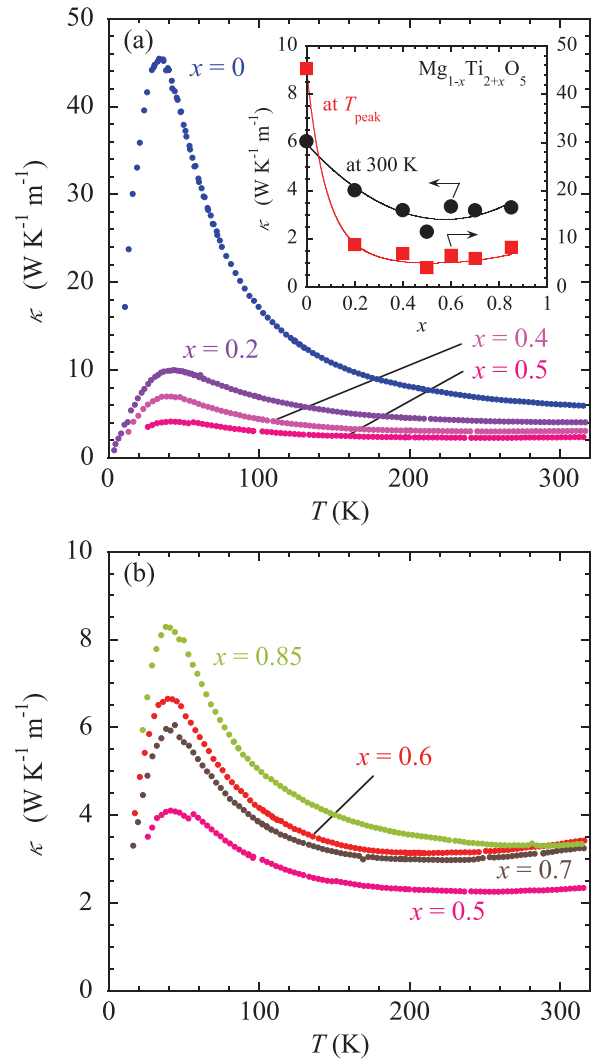 (a)
x = 0
x = 0.2
x = 0.4
x = 0.5
κ (W K⁻¹ m⁻¹)
50
40
30
20
10
0
0 100 200 300
T (K)
Mg₁₋ₓTi₂₊ₓO₅
at T_peak
at 300 K
κ (W K⁻¹ m⁻¹)
10
8
6
4
2
0
50
40
30
20
10
0
0 0.2 0.4 0.6 0.8 1
x
(b)
x = 0.85
x = 0.6
x = 0.7
x = 0.5
κ (W K⁻¹ m⁻¹)
10
8
6
4
2
0
0 100 200 300
T (K)